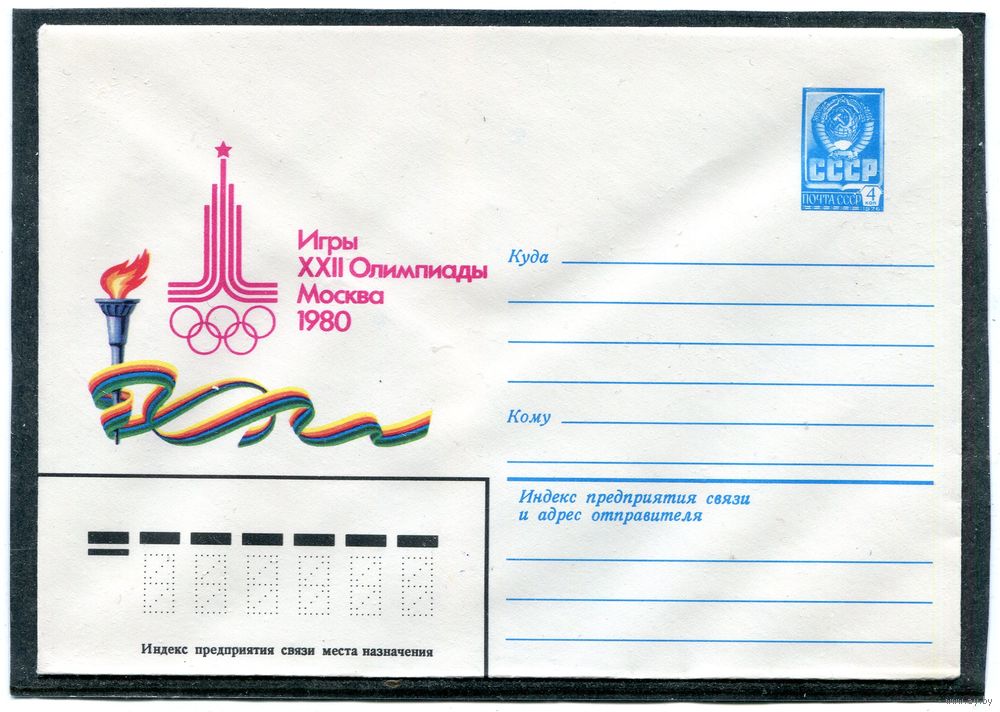 СССР
ПОЧТА СССР 4
КОП
Игры
XXII Олимпиады
Москва
1980
Куда
Кому
Индекс предприятия связи
и адрес отправителя
Индекс предприятия связи места назначения